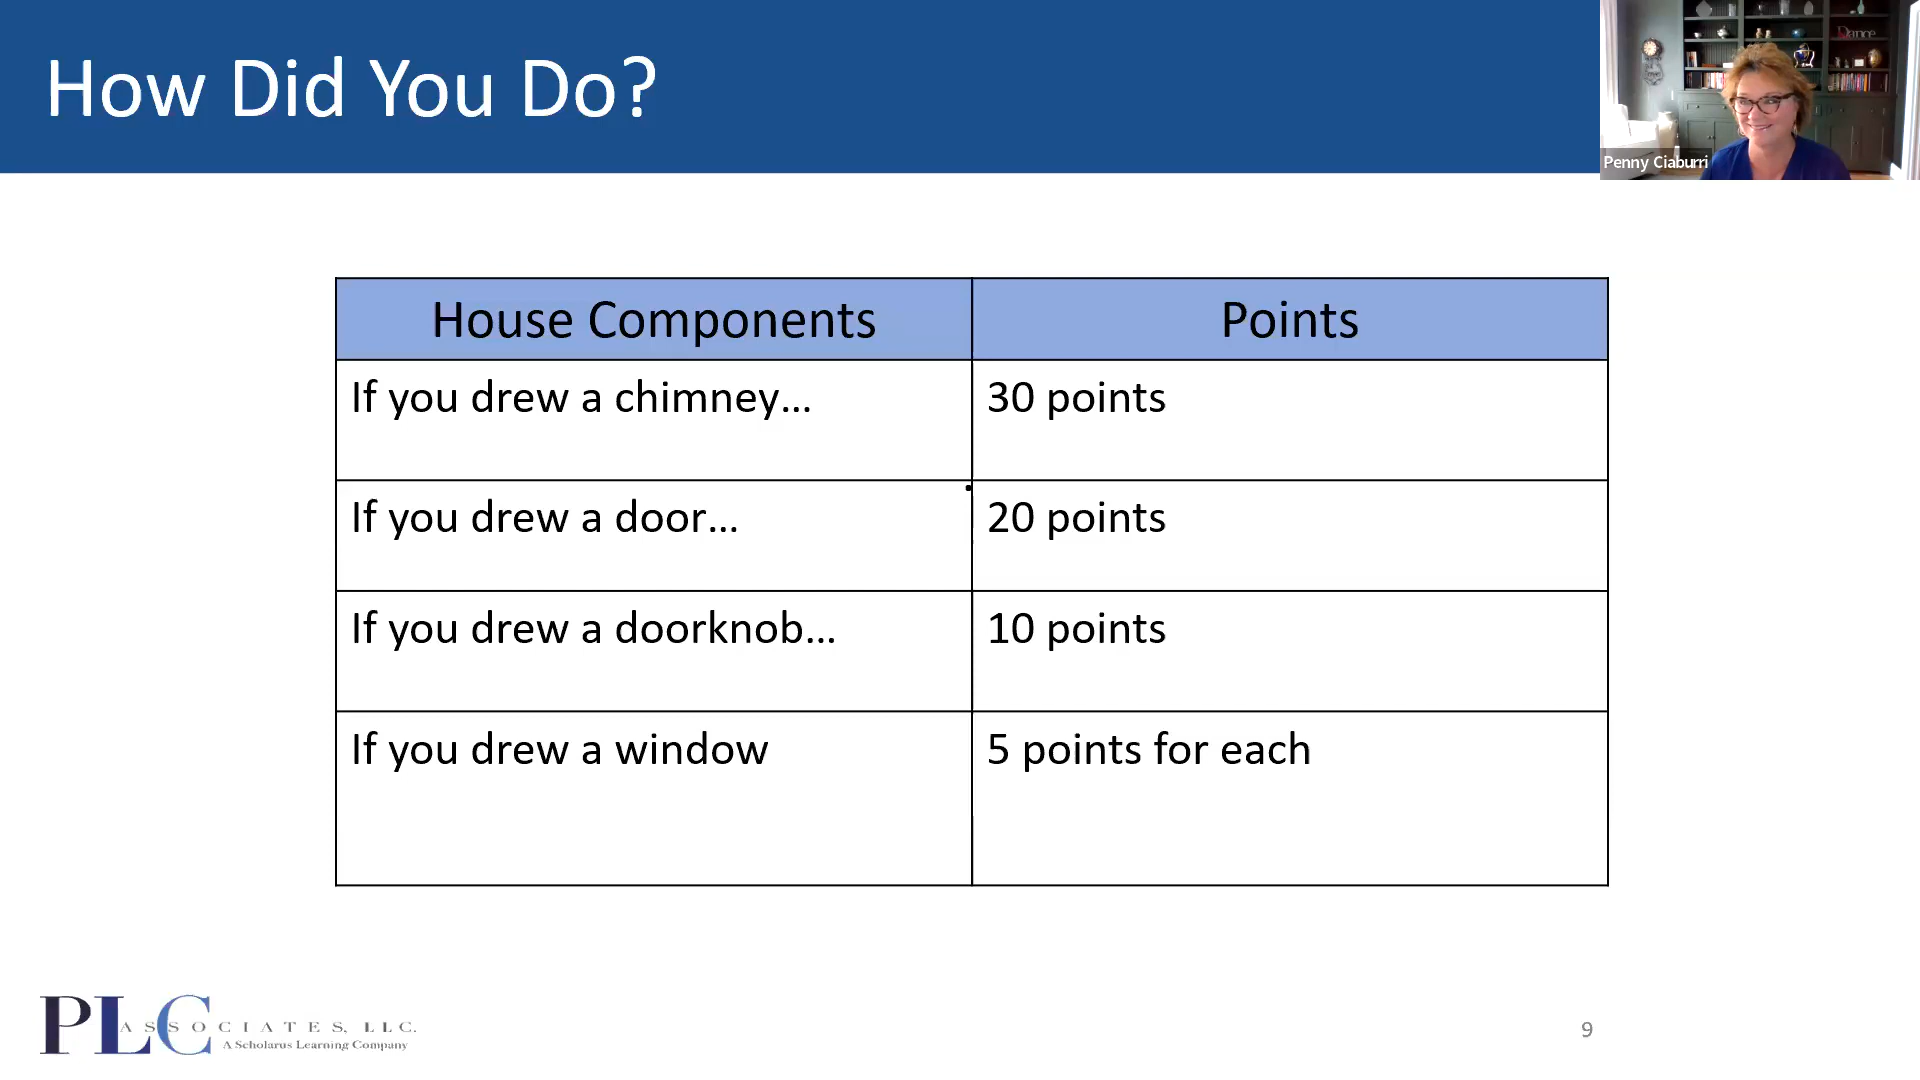 How Did You Do?
Dance
Penny Ciaburri
House Components Points
If you drew a chimney… 30 points
If you drew a door… 20 points
If you drew a doorknob… 10 points
If you drew a window 5 points for each
PLC ASSOCIATES, LLC.
A Scholarus Learning Company
9